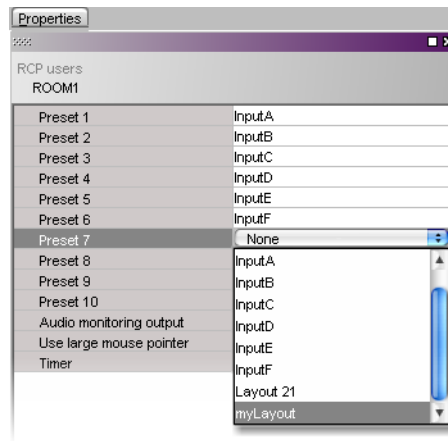 Properties
RCP users
ROOM1
Preset 1 InputA
Preset 2 InputB
Preset 3 InputC
Preset 4 InputD
Preset 5 InputE
Preset 6 InputF
Preset 7 None
Preset 8 InputA
Preset 9 InputB
Preset 10 InputC
Audio monitoring output InputD
Use large mouse pointer InputE
Timer InputF
Layout 21
myLayout